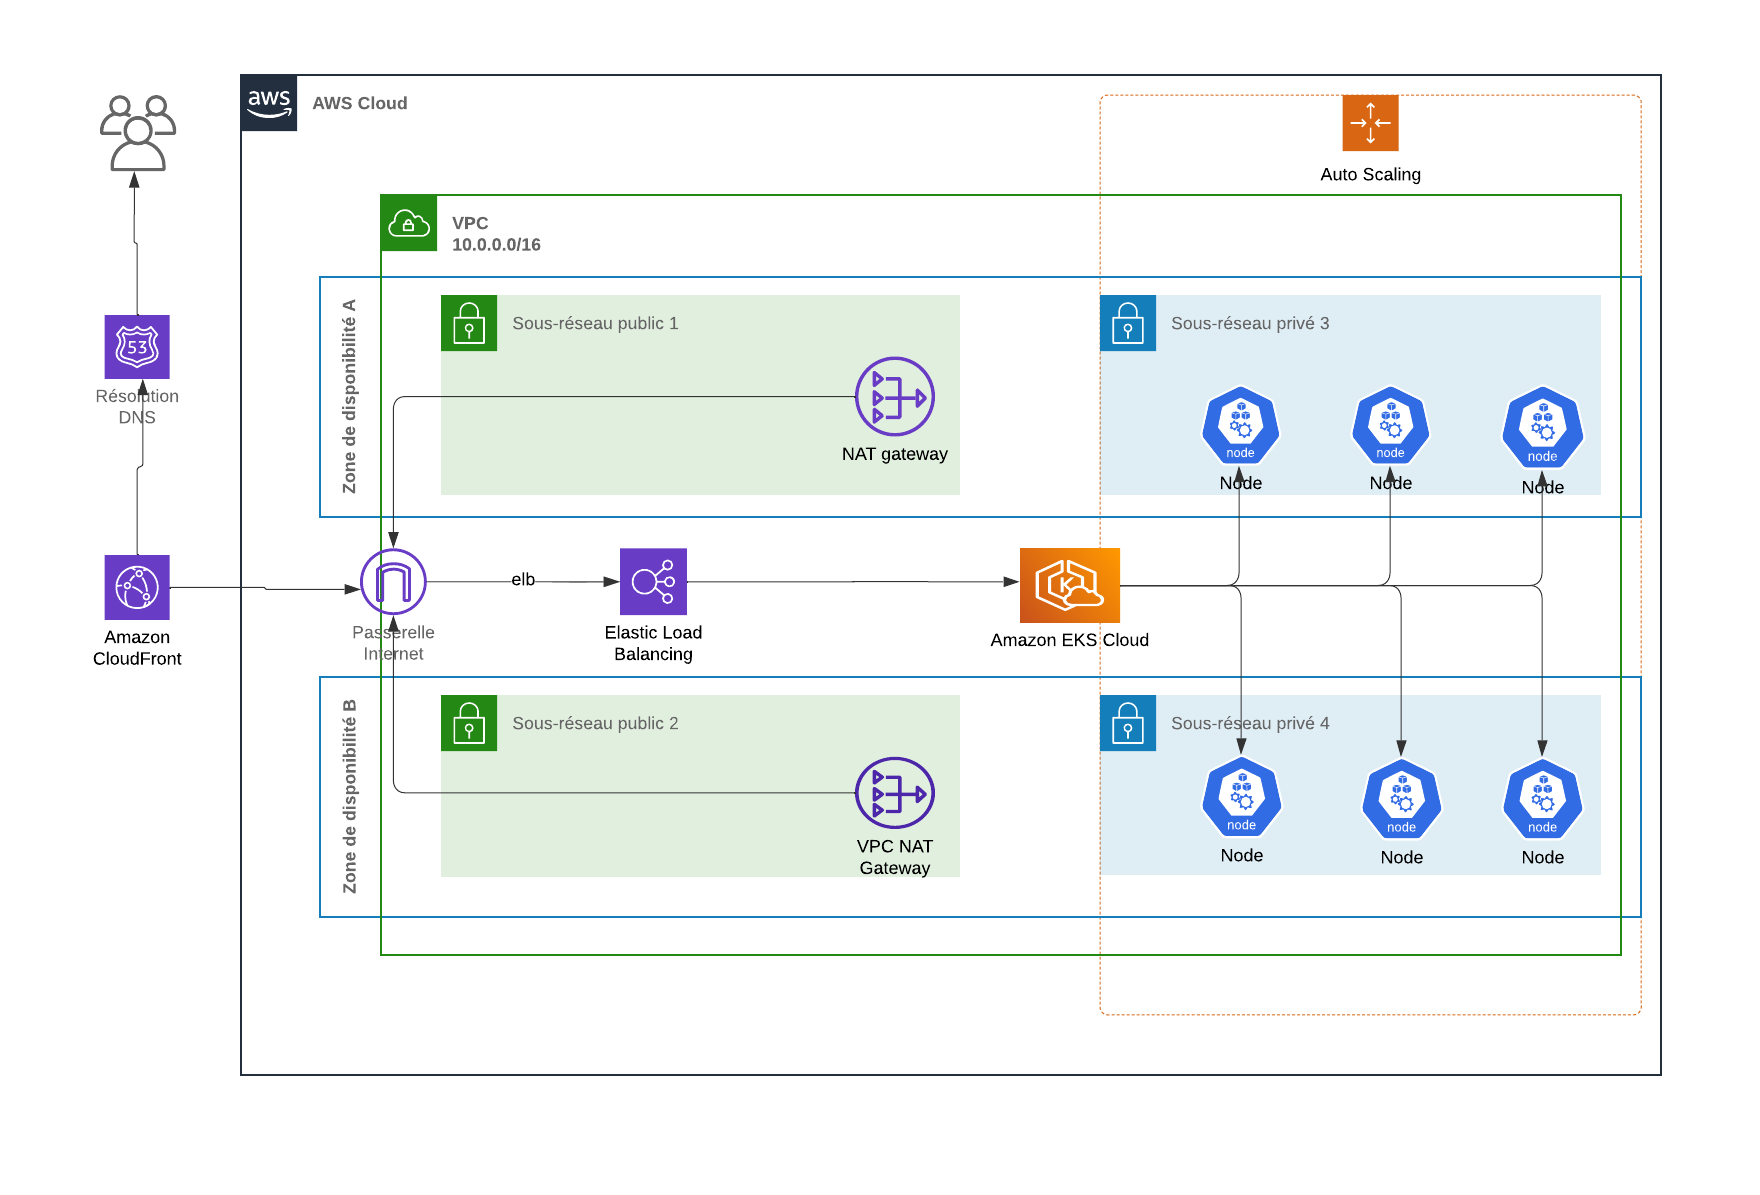 aws
AWS Cloud
Auto Scaling
VPC
10.0.0.0/16
Zone de disponibilité A
Sous-réseau public 1
NAT gateway
Sous-réseau privé 3
node
Node
node
Node
node
Node
53
Résolution
DNS
Amazon
CloudFront
Passerelle
Internet
elb
Elastic Load
Balancing
K
Amazon EKS Cloud
Zone de disponibilité B
Sous-réseau public 2
VPC NAT
Gateway
Sous-réseau privé 4
node
Node
node
Node
node
Node